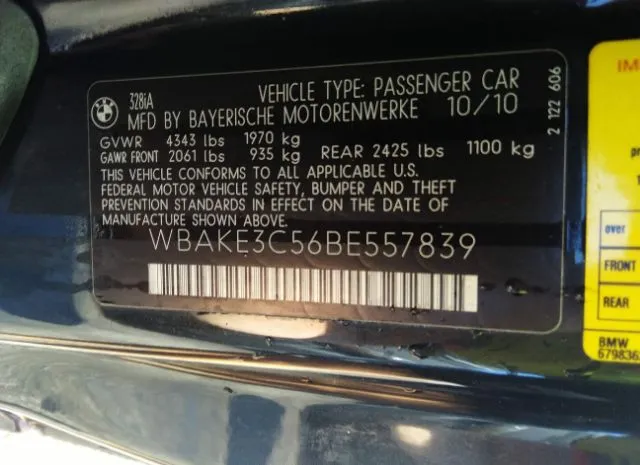 BMW
328iA
VEHICLE TYPE: PASSENGER CAR
MFD BY BAYERISCHE MOTORENWERKE 10/10
GVWR 4343 lbs 1970 kg
GAWR FRONT 2061 lbs 935 kg REAR 2425 lbs 1100 kg
THIS VEHICLE CONFORMS TO ALL APPLICABLE U.S.
FEDERAL MOTOR VEHICLE SAFETY, BUMPER AND THEFT
PREVENTION STANDARDS IN EFFECT ON THE DATE OF
MANUFACTURE SHOWN ABOVE.
WBAKE3C56BE557839
2 122 606
over
FRONT
REAR
BMW